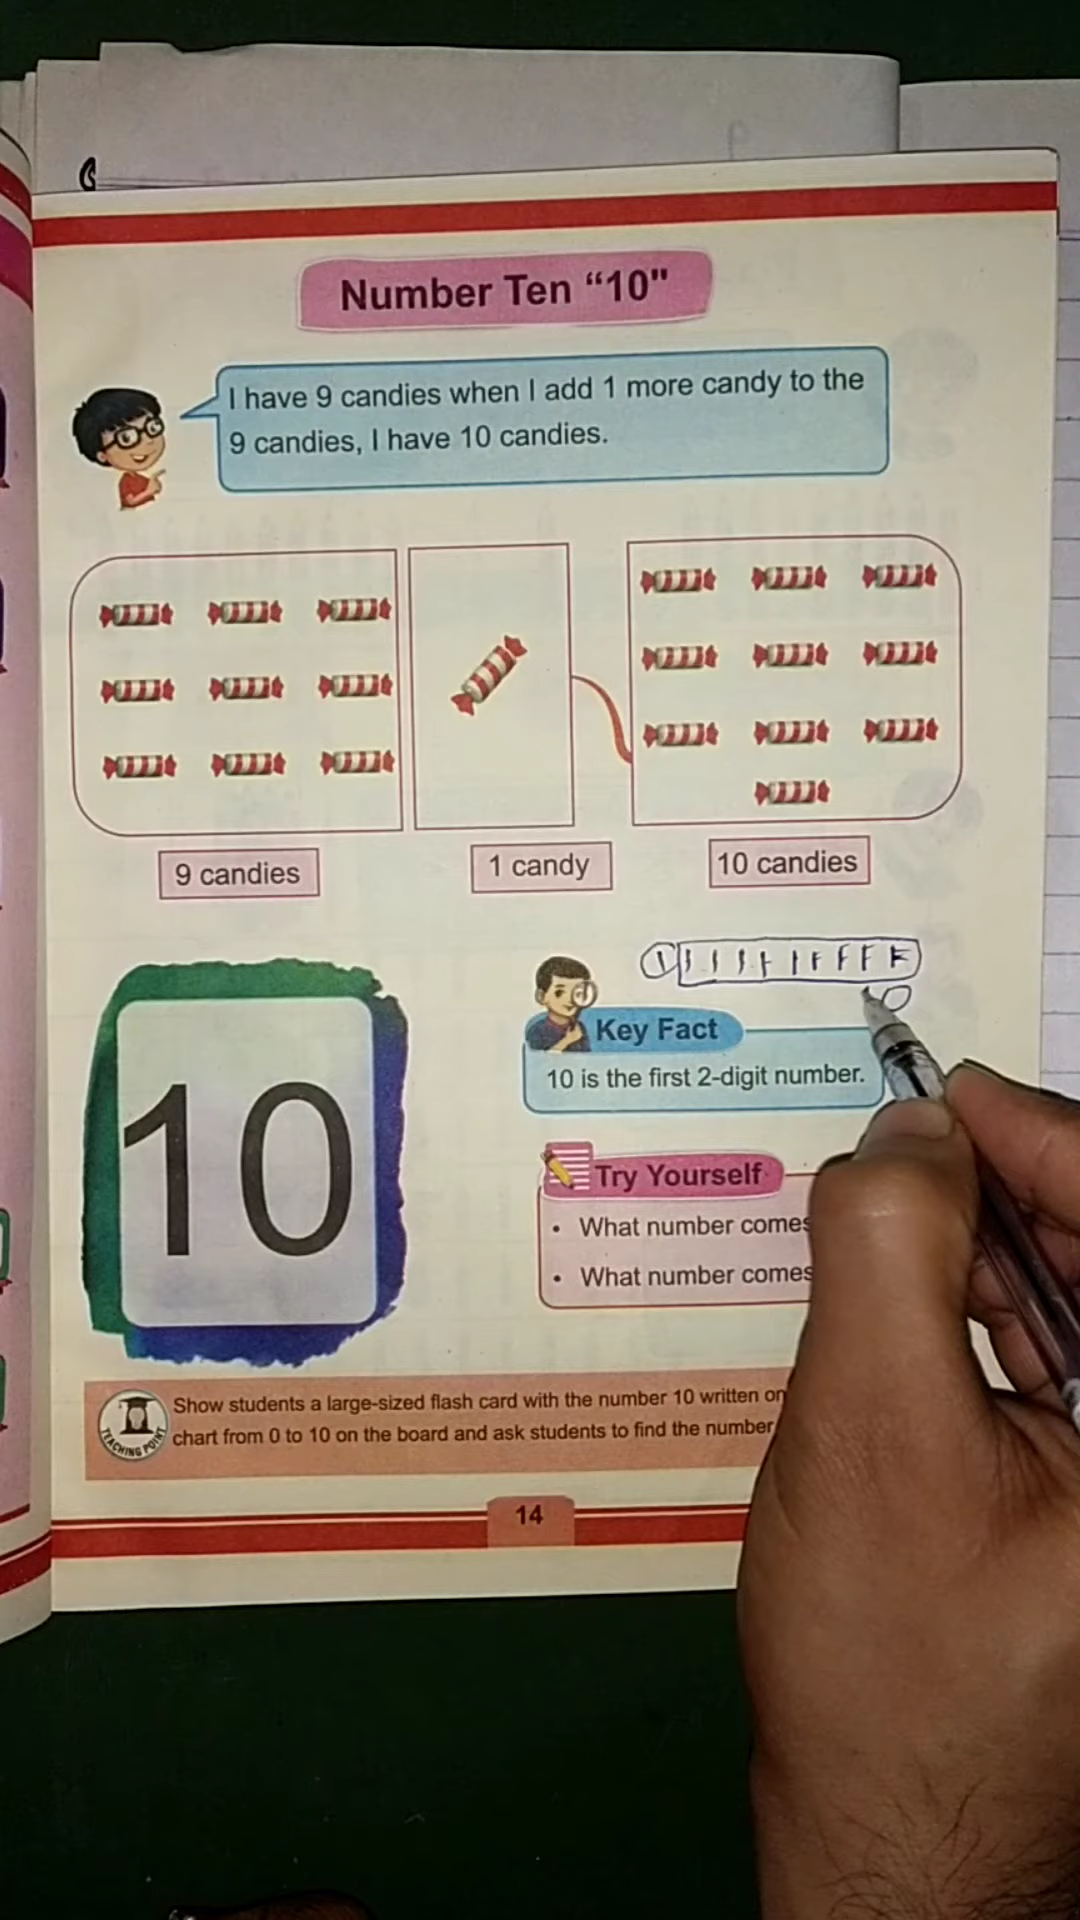 Number Ten “10"
I have 9 candies when I add 1 more candy to the
9 candies, I have 10 candies.
9 candies
1 candy
10 candies
10
Key Fact
10 is the first 2-digit number.
10
Try Yourself
• What number comes
• What number comes
TEACHING POINT
Show students a large-sized flash card with the number 10 written on
chart from 0 to 10 on the board and ask students to find the number
14